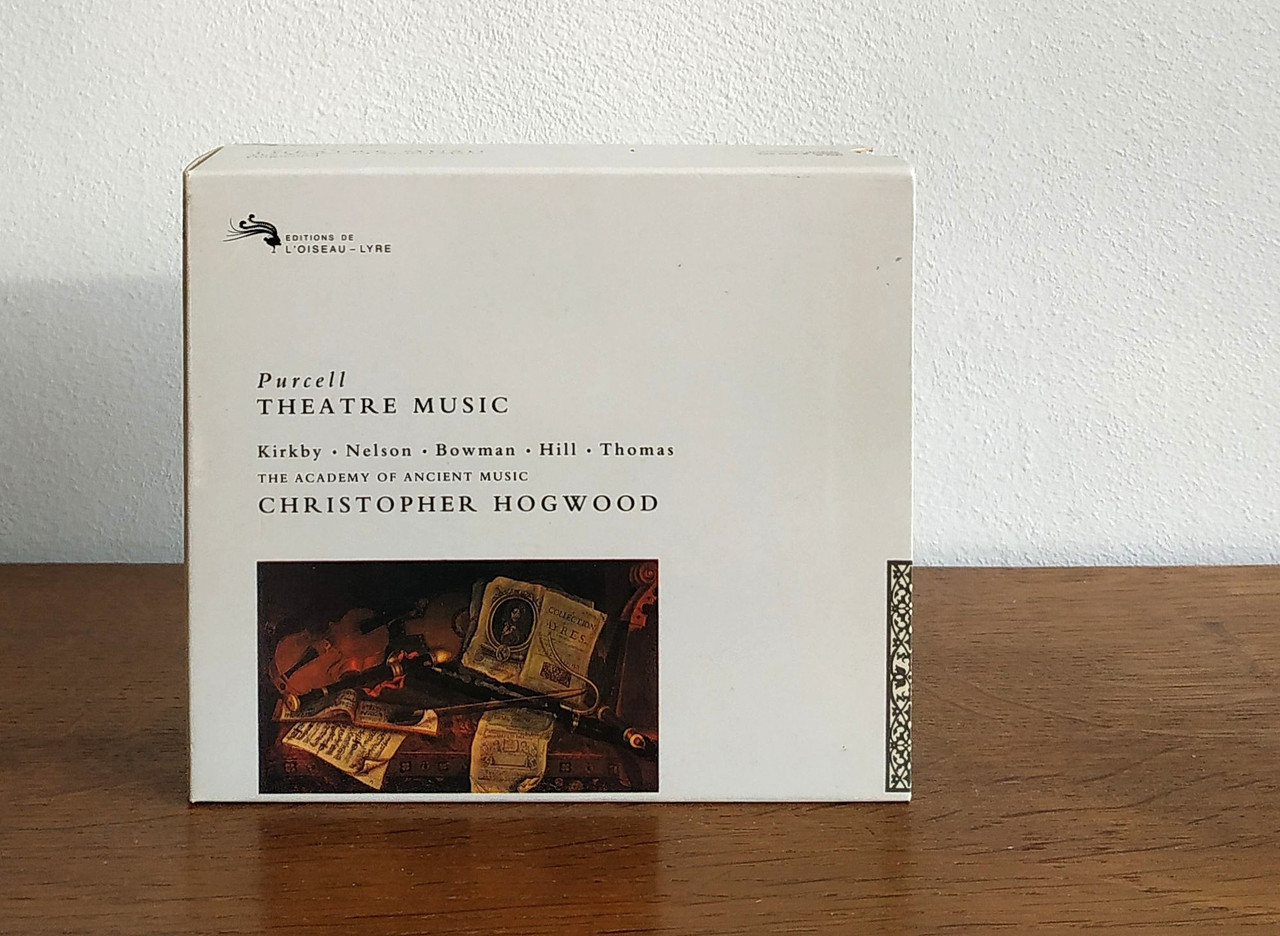 EDITIONS DE
L'OISEAU-LYRE
Purcell
THEATRE MUSIC
Kirkby · Nelson · Bowman · Hill · Thomas
THE ACADEMY OF ANCIENT MUSIC
CHRISTOPHER HOGWOOD
COLLECTION
AYRES.